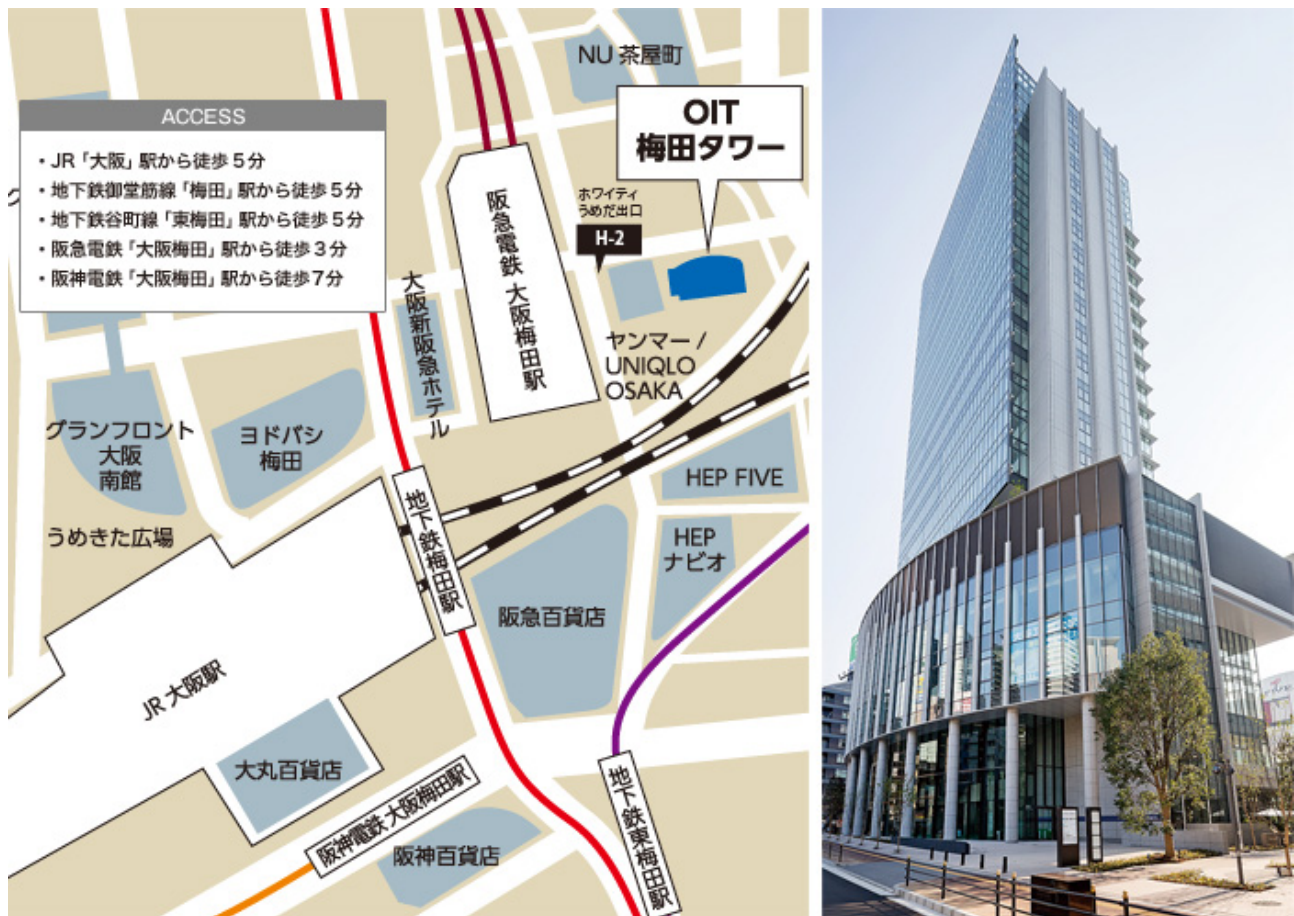 ACCESS
・JR「大阪」駅から徒歩5分
・地下鉄御堂筋線「梅田」駅から徒歩5分
・地下鉄谷町線「東梅田」駅から徒歩5分
・阪急電鉄「大阪梅田」駅から徒歩3分
・阪神電鉄「大阪梅田」駅から徒歩7分
NU 茶屋町
OIT
梅田タワー
ホワイティ
うめだ出口
H-2
阪急電鉄 大阪梅田駅
大阪新阪急ホテル
ヤンマー /
UNIQLO
OSAKA
グランフロント
大阪
南館
ヨドバシ
梅田
HEP FIVE
うめきた広場
地下鉄梅田駅
HEP
ナビオ
阪急百貨店
JR 大阪駅
大丸百貨店
阪神電鉄 大阪梅田駅
阪神百貨店
地下鉄東梅田駅